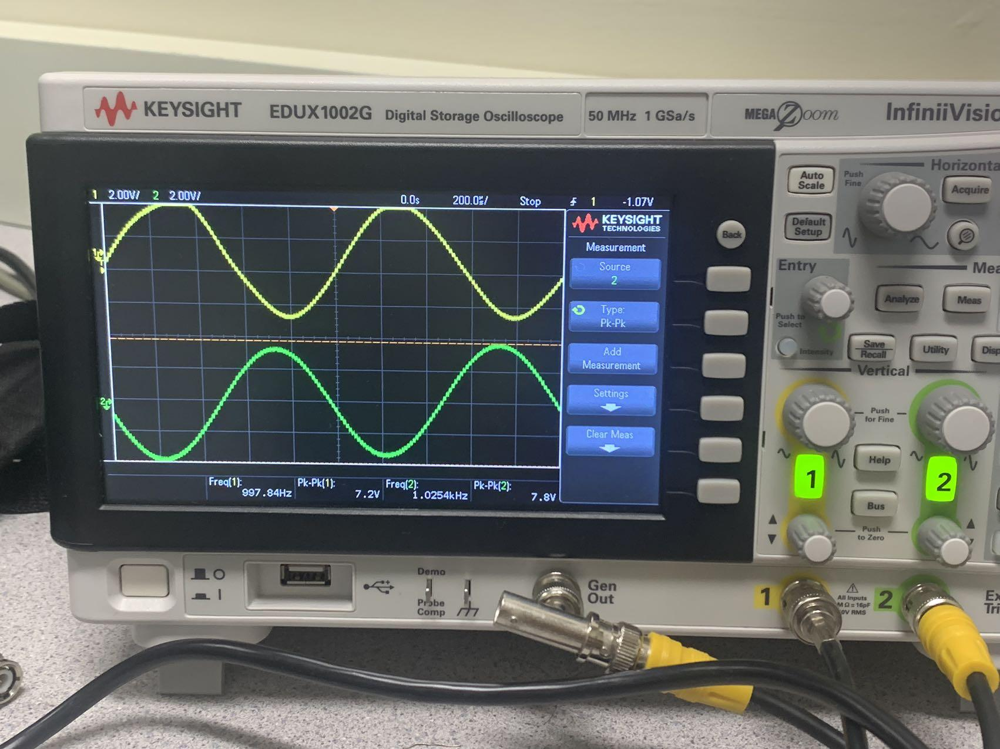 KEYSIGHT EDUX1002G Digital Storage Oscilloscope 50 MHz 1 GSa/s MEGA Zoom InfiniiVisio
1 2.00V/ 2 2.00V/ 0.0s 200.0us/ Stop 1 -1.07V
KEYSIGHT
TECHNOLOGIES
Measurement
Source
2
Type:
Pk-Pk
Add
Measurement
Settings
Clear Meas
Freq(1):
997.84Hz
Pk-Pk(1):
7.2V
Freq(2):
1.0254kHz
Pk-Pk(2):
7.8V
Back
Horizonta
Auto
Scale
Push
Fine
Acquire
Default
Setup
Entry
Mea
Analyze
Meas
Push to
Select
Intensity
Save
Recall
Utility
Disp
Vertical
Push
for Fine
Help
1
2
Bus
Push
to Zero
Demo
Probe
Comp
Gen
Out
1
All Inputs
MΩ = 16pF
0V RMS
2
Ex
Tri